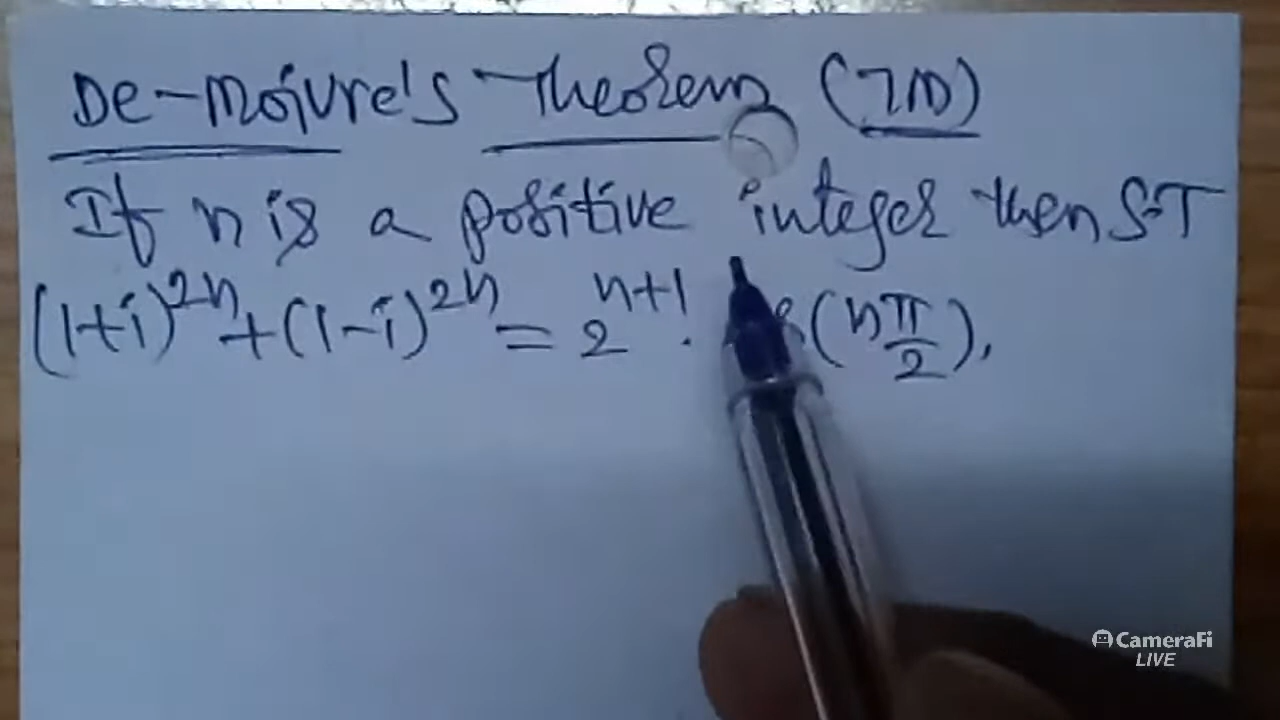 De-Moivre's Theorem (7M)
If n is a positive integer then S.T
(1+i)^2n + (1-i)^2n = 2^n+1 . (nπ/2).
CameraFi
LIVE